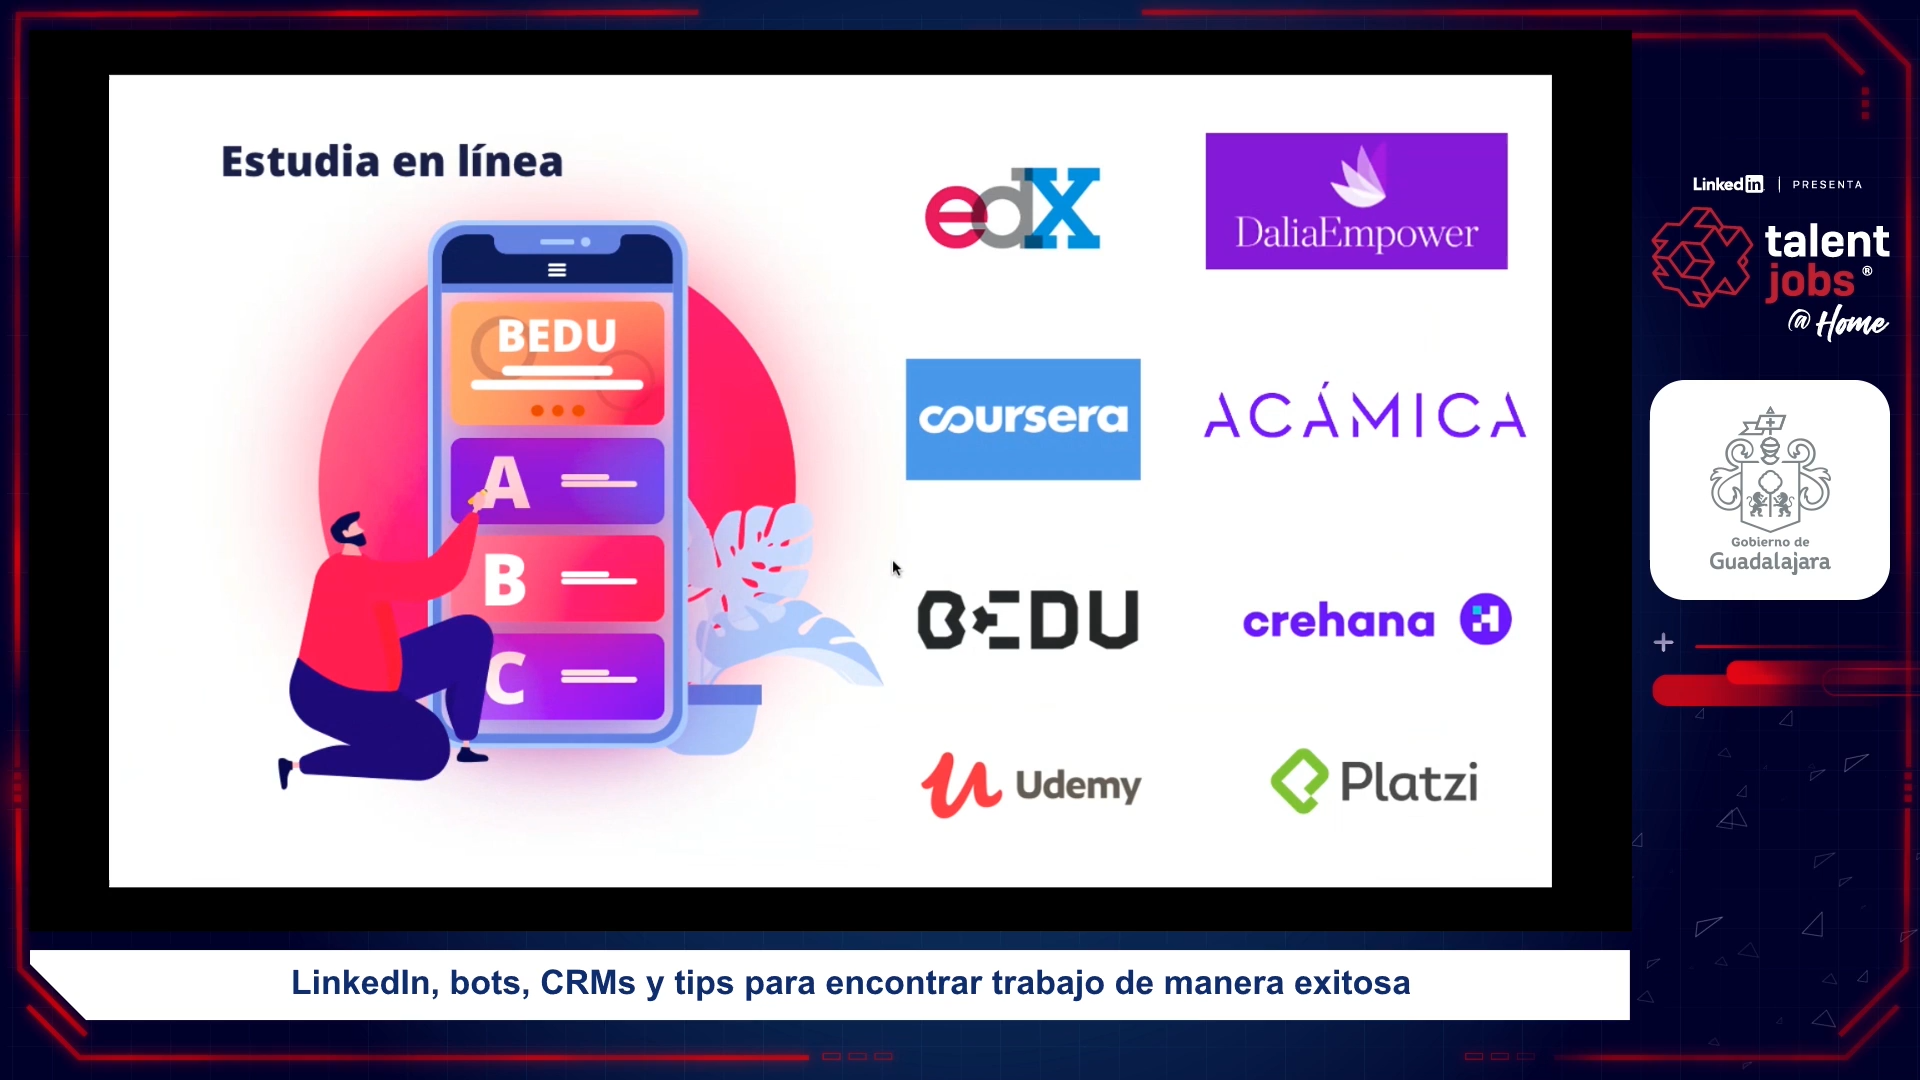 Estudia en línea
BEDU
A
B
C
edX
DaliaEmpower
coursera
ACÁMICA
BEDU
crehana
Udemy
Platzi
LinkedIn | PRESENTA
talent
jobs®
@Home
Gobierno de
Guadalajara
LinkedIn, bots, CRMs y tips para encontrar trabajo de manera exitosa